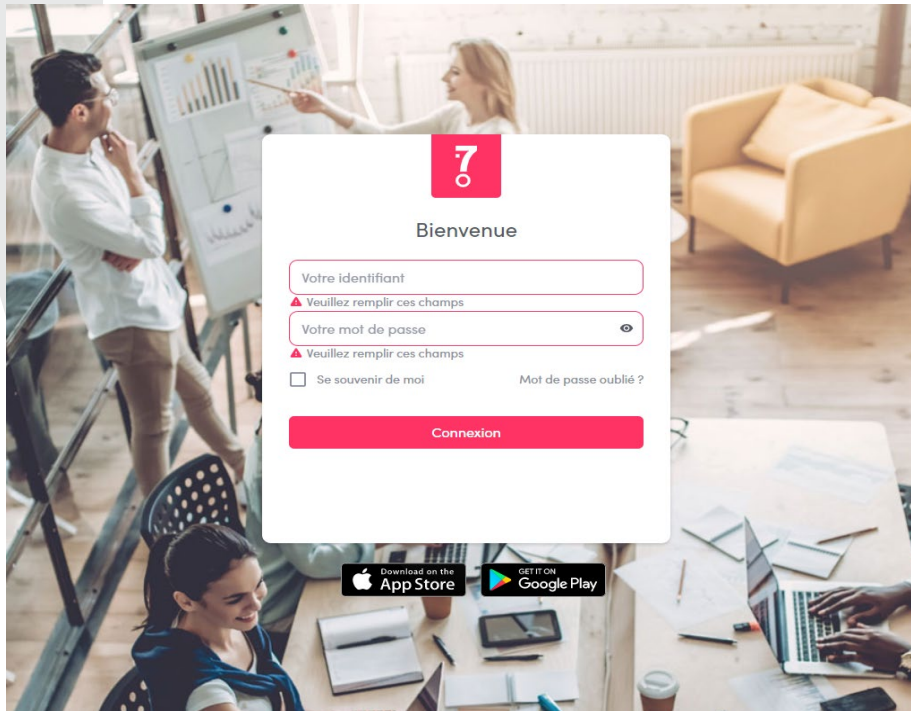 7
Bienvenue
Votre identifiant
Veuillez remplir ces champs
Votre mot de passe
Veuillez remplir ces champs
Se souvenir de moi
Mot de passe oublié ?
Connexion
Download on the
App Store
GET IT ON
Google Play